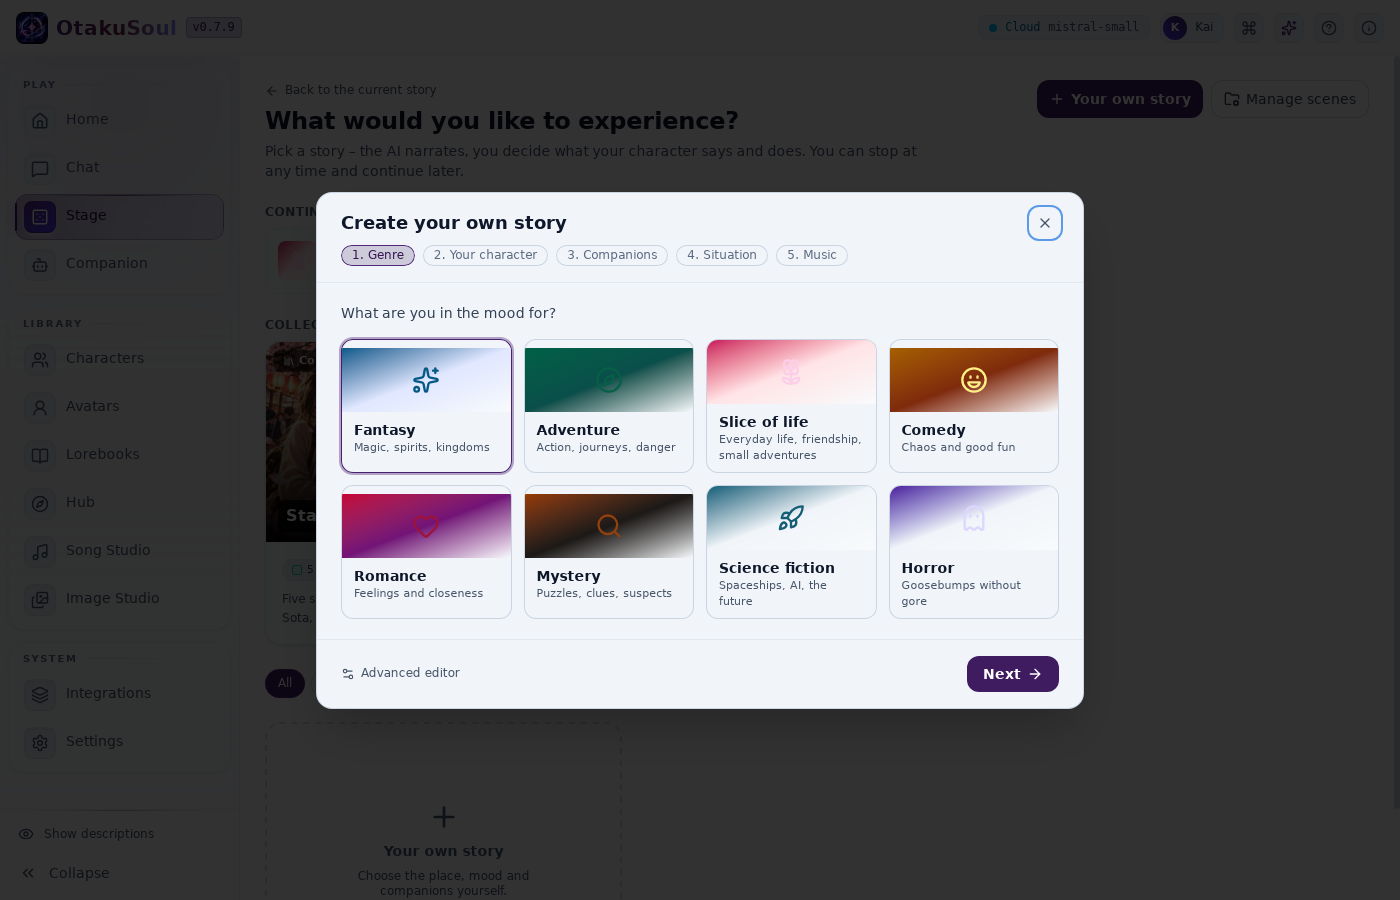 OtakuSoul
v0.7.9
Cloud mistral-small
K
Kai
PLAY
Home
Chat
Stage
Companion
LIBRARY
Characters
Avatars
Lorebooks
Hub
Song Studio
Image Studio
SYSTEM
Integrations
Settings
Show descriptions
Collapse
Back to the current story
What would you like to experience?
Pick a story – the AI narrates, you decide what your character says and does. You can stop at
any time and continue later.
Your own story
Manage scenes
Create your own story
1. Genre
2. Your character
3. Companions
4. Situation
5. Music
What are you in the mood for?
Fantasy
Magic, spirits, kingdoms
Adventure
Action, journeys, danger
Slice of life
Everyday life, friendship,
small adventures
Comedy
Chaos and good fun
Romance
Feelings and closeness
Mystery
Puzzles, clues, suspects
Science fiction
Spaceships, AI, the
future
Horror
Goosebumps without
gore
Advanced editor
Next
5
Five s
Sota,
All
Your own story
Choose the place, mood and
companions yourself.